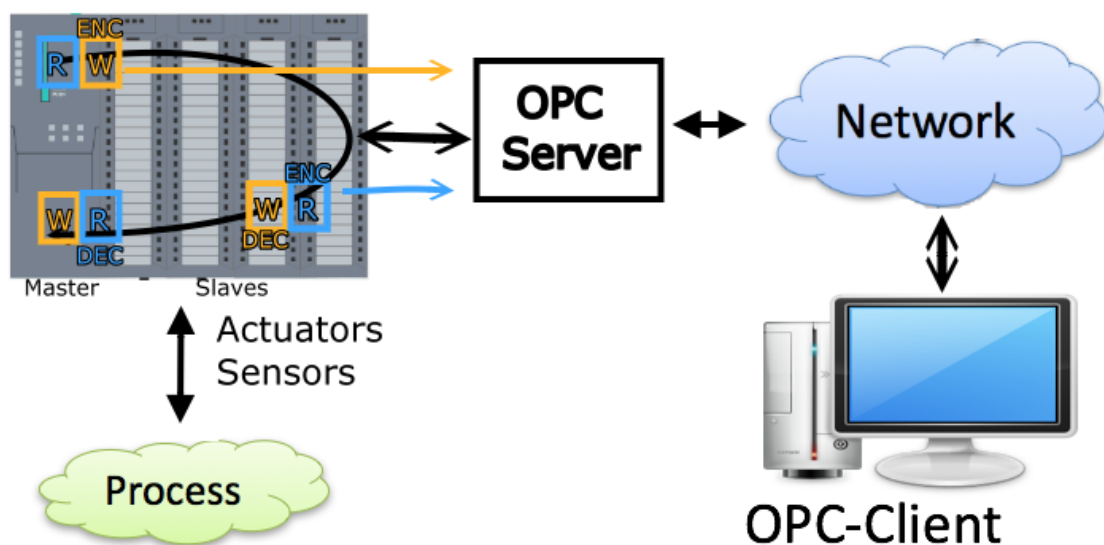 ENC
R W
OPC
Server
Network
ENC
W R
DEC
W R
DEC
Master Slaves
Actuators
Sensors
Process
OPC-Client